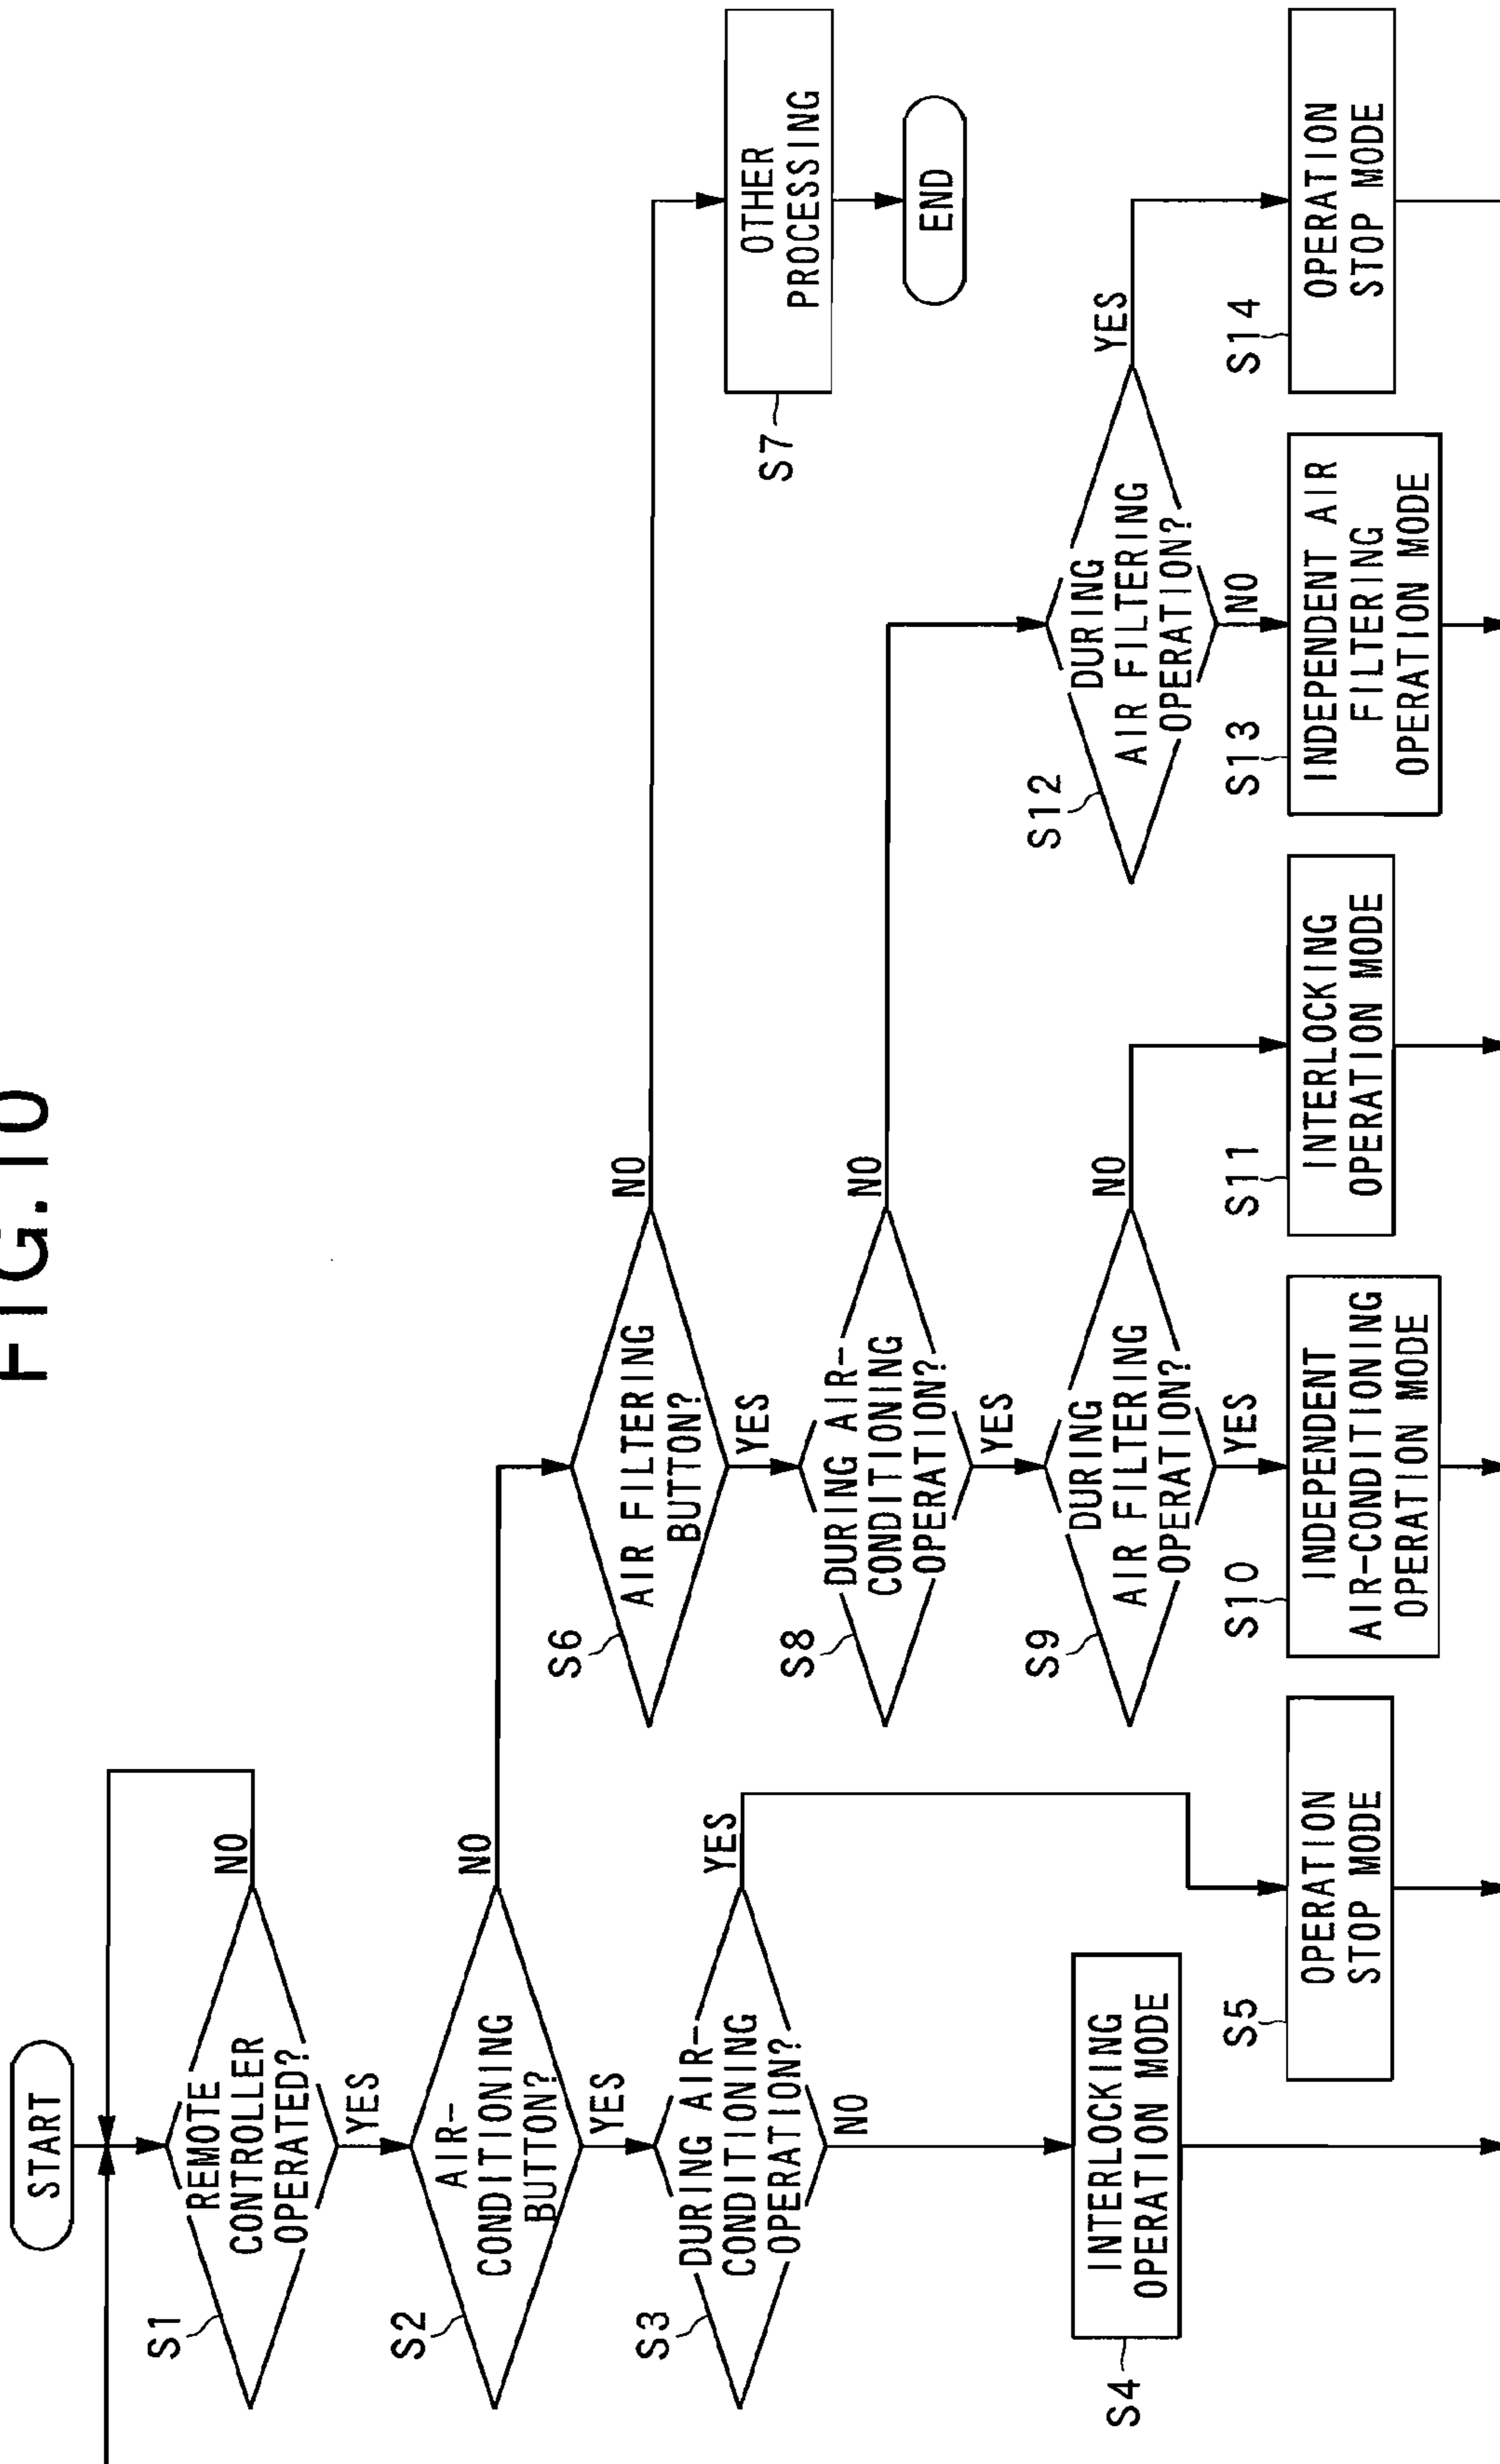 FIG.10
START
S1
REMOTE
CONTROLLER
OPERATED?
NO
YES
S2
AIR-
CONDITIONING
BUTTON?
NO
YES
S3
DURING AIR-
CONDITIONING
OPERATION?
YES
NO
S4
INTERLOCKING
OPERATION MODE
S5
OPERATION
STOP MODE
S6
AIR FILTERING
BUTTON?
NO
YES
S7
OTHER
PROCESSING
END
S8
DURING AIR-
CONDITIONING
OPERATION?
NO
YES
S9
DURING
AIR FILTERING
OPERATION?
NO
YES
S10
INDEPENDENT
AIR-CONDITIONING
OPERATION MODE
S11
INTERLOCKING
OPERATION MODE
S12
DURING
AIR FILTERING
OPERATION?
YES
NO
S13
INDEPENDENT AIR
FILTERING
OPERATION MODE
S14
OPERATION
STOP MODE